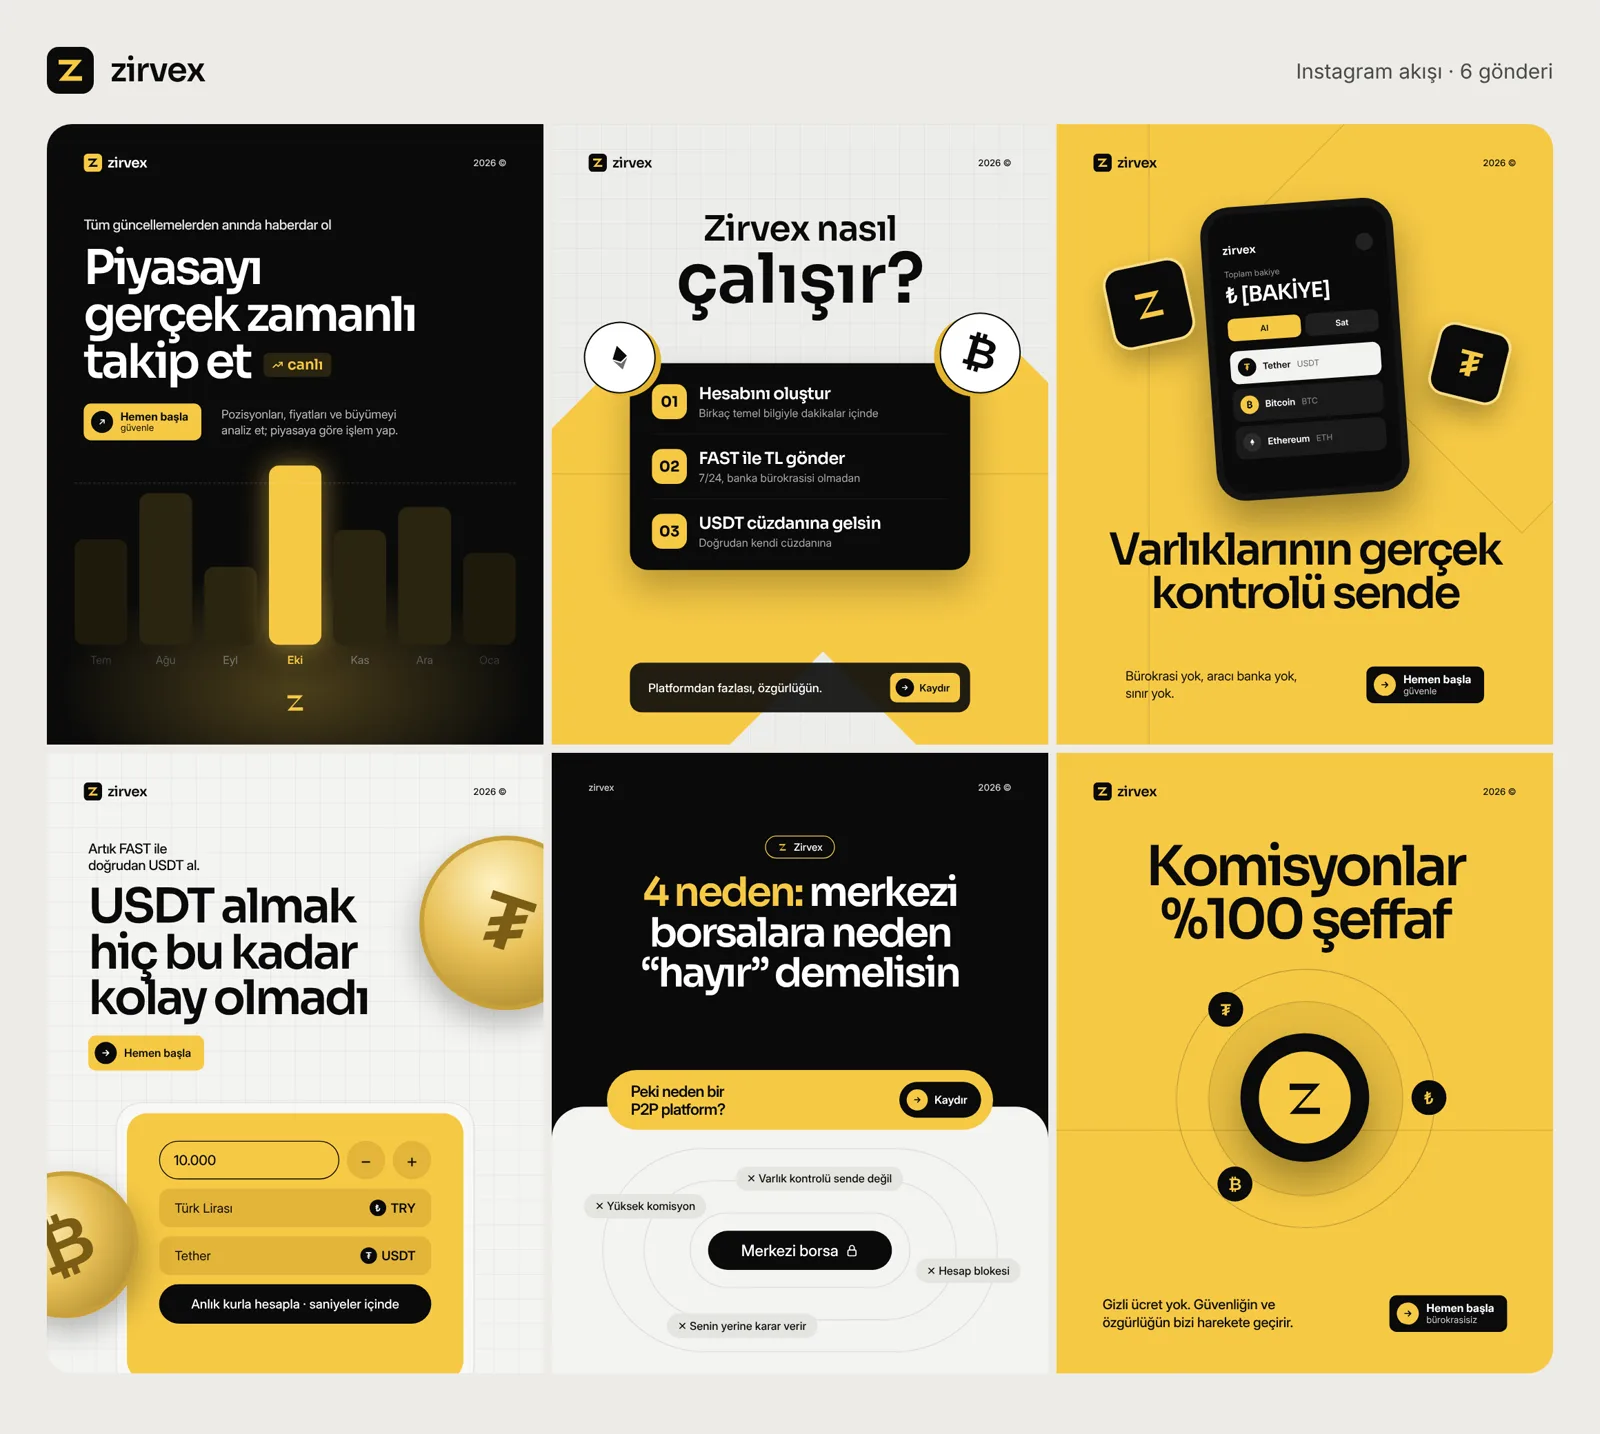 zirvex
Instagram akışı · 6 gönderi
zirvex
2026 ©
Tüm güncellemelerden anında haberdar ol
Piyasayı
gerçek zamanlı
takip et
canlı
Hemen başla
güvenle
Pozisyonları, fiyatları ve büyümeyi
analiz et; piyasaya göre işlem yap.
Tem Ağu Eyl Eki Kas Ara Oca
zirvex
2026 ©
Zirvex nasıl
çalışır?
01
Hesabını oluştur
Birkaç temel bilgiyle dakikalar içinde
02
FAST ile TL gönder
7/24, banka bürokrasisi olmadan
03
USDT cüzdanına gelsin
Doğrudan kendi cüzdanına
Platformdan fazlası, özgürlüğün.
Kaydır
zirvex
2026 ©
zirvex
Toplam bakiye
₺ [BAKİYE]
Al
Sat
Tether USDT
Bitcoin BTC
Ethereum ETH
Varlıklarının gerçek
kontrolü sende
Bürokrasi yok, aracı banka yok,
sınır yok.
Hemen başla
güvenle
zirvex
2026 ©
Artık FAST ile
doğrudan USDT al.
USDT almak
hiç bu kadar
kolay olmadı
Hemen başla
10.000
− +
Türk Lirası
₺ TRY
Tether
₮ USDT
Anlık kurla hesapla · saniyeler içinde
zirvex
2026 ©
Zirvex
4 neden: merkezi
borsalara neden
“hayır” demelisin
Peki neden bir
P2P platform?
Kaydır
× Varlık kontrolü sende değil
× Yüksek komisyon
Merkezi borsa
× Hesap blokesi
× Senin yerine karar verir
zirvex
2026 ©
Komisyonlar
%100 şeffaf
Gizli ücret yok. Güvenliğin ve
özgürlüğün bizi harekete geçirir.
Hemen başla
bürokrasisiz